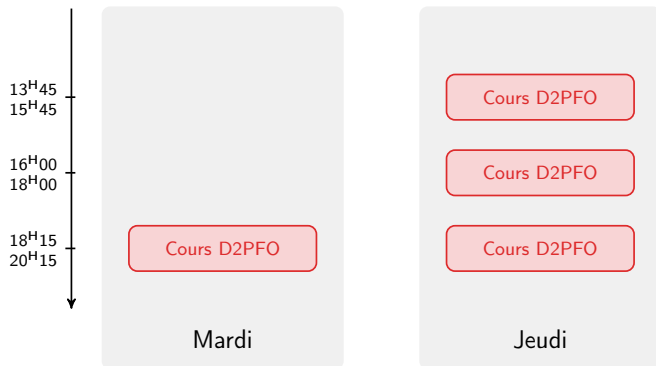 13H45
15H45
Cours D2PFO
16H00
18H00
Cours D2PFO
18H15
20H15
Cours D2PFO
Cours D2PFO
Mardi
Jeudi